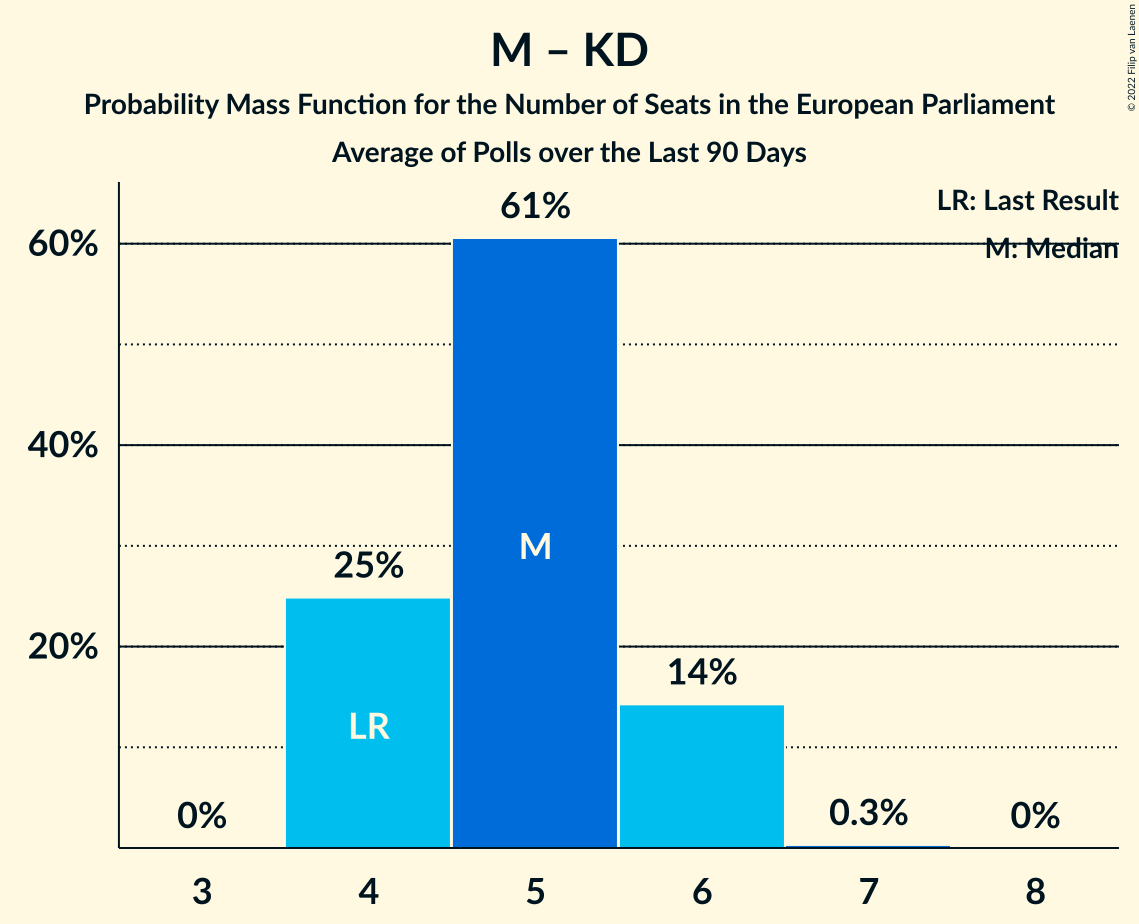 M – KD
Probability Mass Function for the Number of Seats in the European Parliament
Average of Polls over the Last 90 Days
© 2022 Filip van Laenen
LR: Last Result
M: Median
60%
40%
20%
0%
25%
61%
14%
0.3%
0%
LR
M
3
4
5
6
7
8